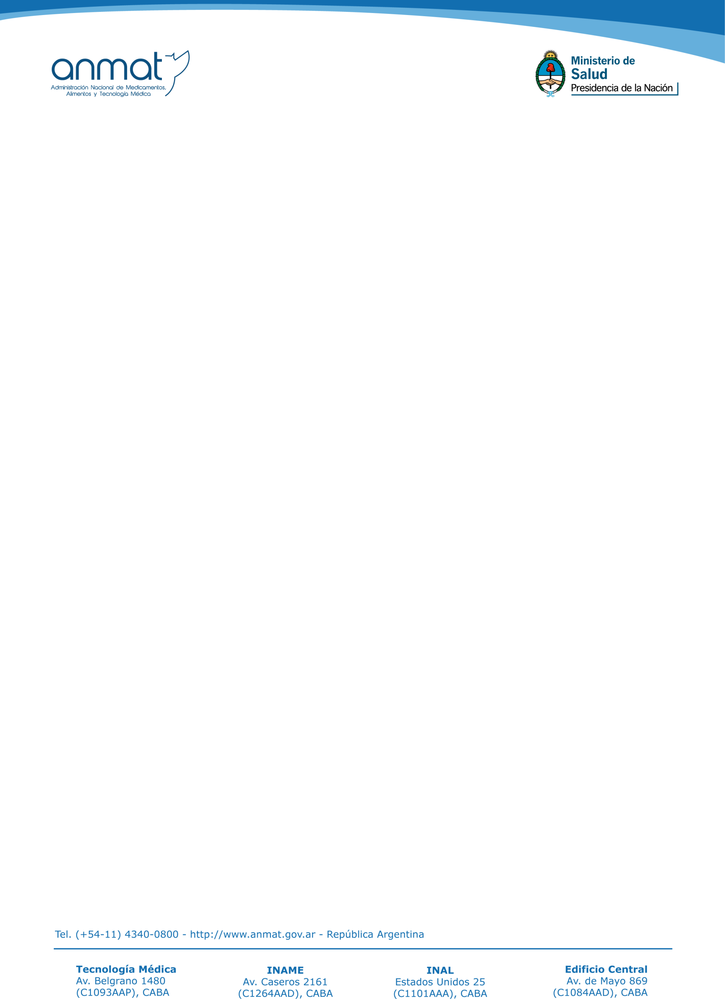 anmat
Administración Nacional de Medicamentos,
Alimentos y Tecnología Médica
Ministerio de
Salud
Presidencia de la Nación
Tel. (+54-11) 4340-0800 - http://www.anmat.gov.ar - República Argentina
Tecnología Médica
Av. Belgrano 1480
(C1093AAP), CABA
INAME
Av. Caseros 2161
(C1264AAD), CABA
INAL
Estados Unidos 25
(C1101AAA), CABA
Edificio Central
Av. de Mayo 869
(C1084AAD), CABA